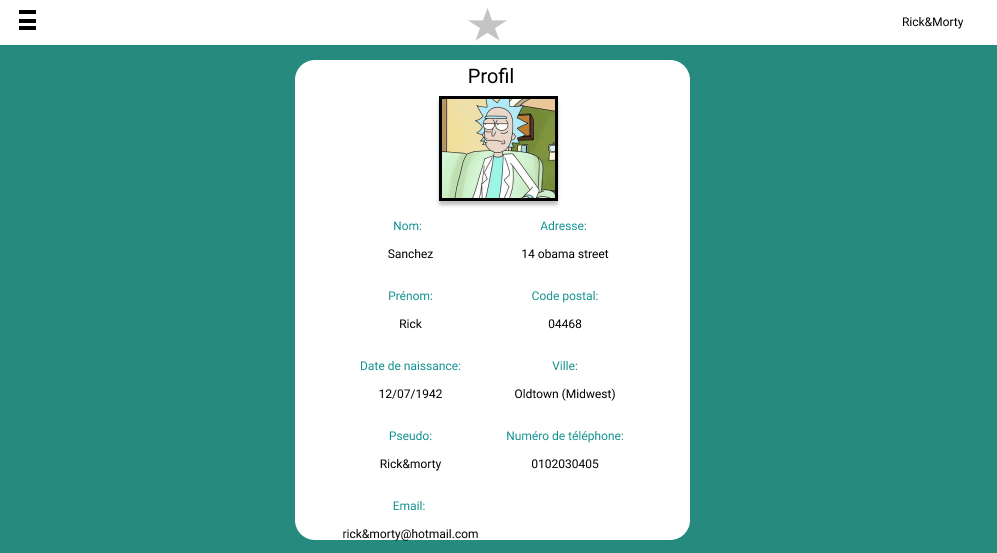 Rick&Morty
Profil
Nom:
Adresse:
Sanchez
14 obama street
Prénom:
Code postal:
Rick
04468
Date de naissance:
Ville:
12/07/1942
Oldtown (Midwest)
Pseudo:
Numéro de téléphone:
Rick&morty
0102030405
Email:
rick&morty@hotmail.com